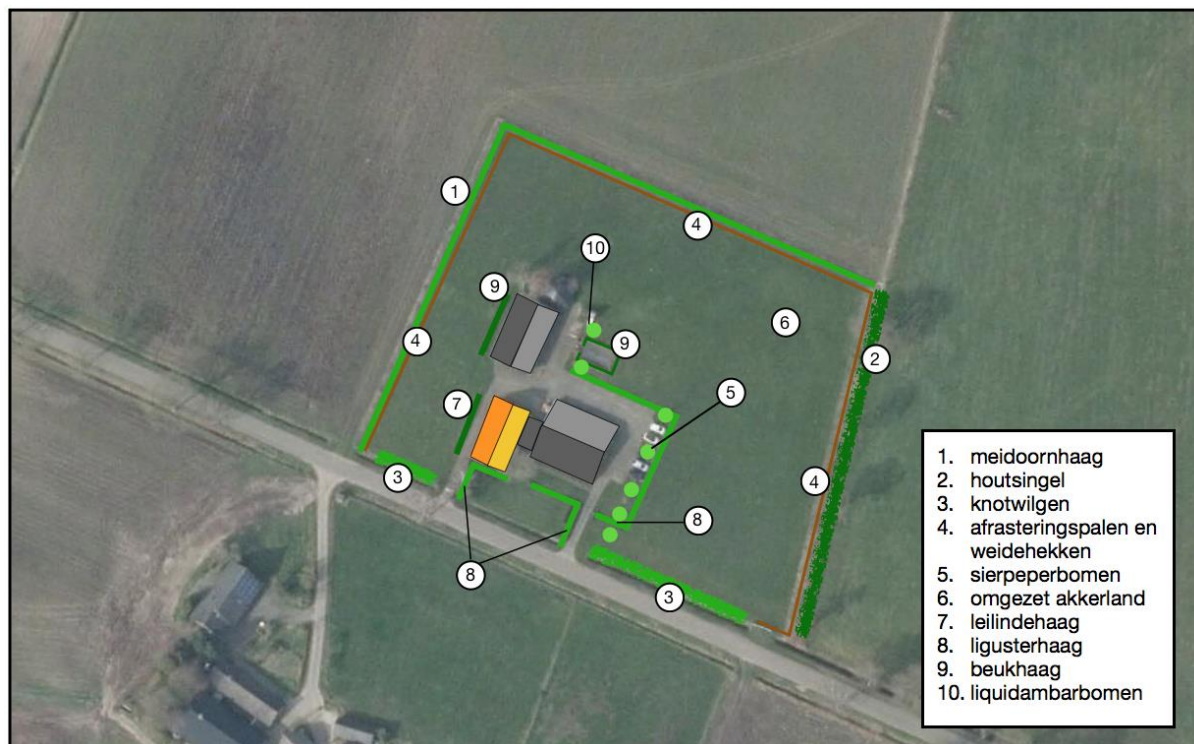 1
4
10
9
6
9
4
2
5
7
4
3
8
8
3
1. meidoornhaag
2. houtsingel
3. knotwilgen
4. afrasteringspalen en
weidehekken
5. sierpeperbomen
6. omgezet akkerland
7. leilindehaag
8. ligusterhaag
9. beukhaag
10. liquidambarbomen